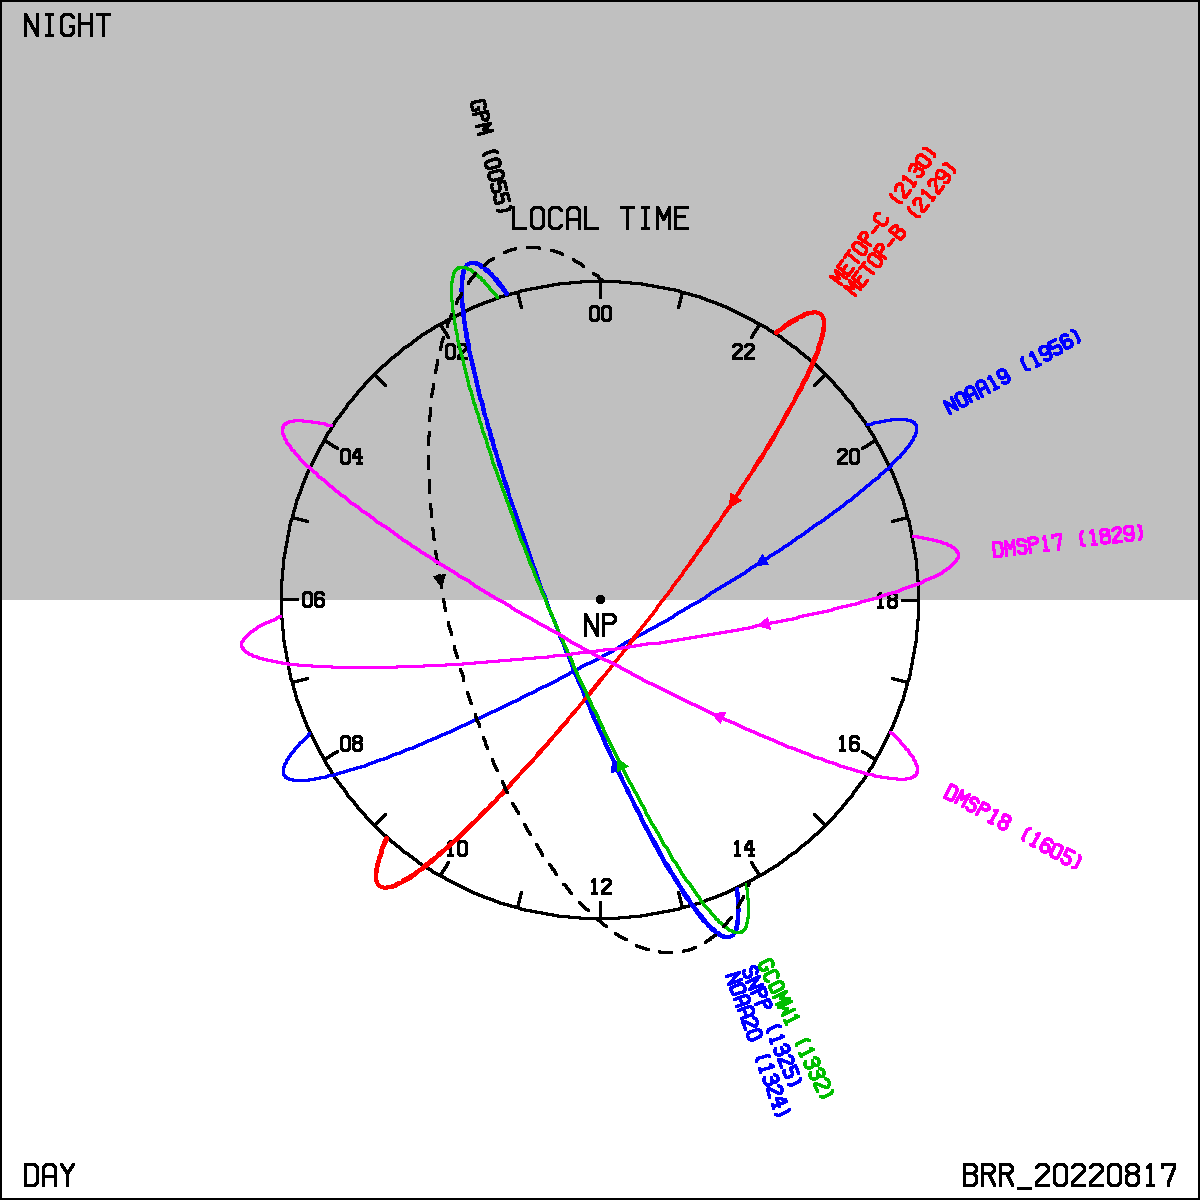 NIGHT
GPM (0055)
LOCAL TIME
METOP-C (2130)
METOP-B (2129)
NOAA19 (1956)
DMSP17 (1829)
DMSP18 (1605)
GCOMW1 (1332)
SNPP (1325)
NOAA20 (1324)
00
22
20
18
16
14
12
10
08
06
04
02
NP
DAY
BRR_20220817